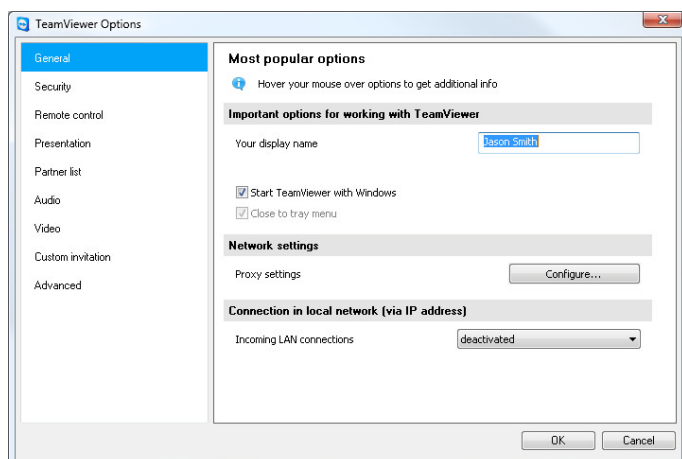 TeamViewer Options
General
Security
Remote control
Presentation
Partner list
Audio
Video
Custom invitation
Advanced
Most popular options
Hover your mouse over options to get additional info
Important options for working with TeamViewer
Your display name
Jason Smith
Start TeamViewer with Windows
Close to tray menu
Network settings
Proxy settings
Configure...
Connection in local network (via IP address)
Incoming LAN connections
deactivated
OK
Cancel